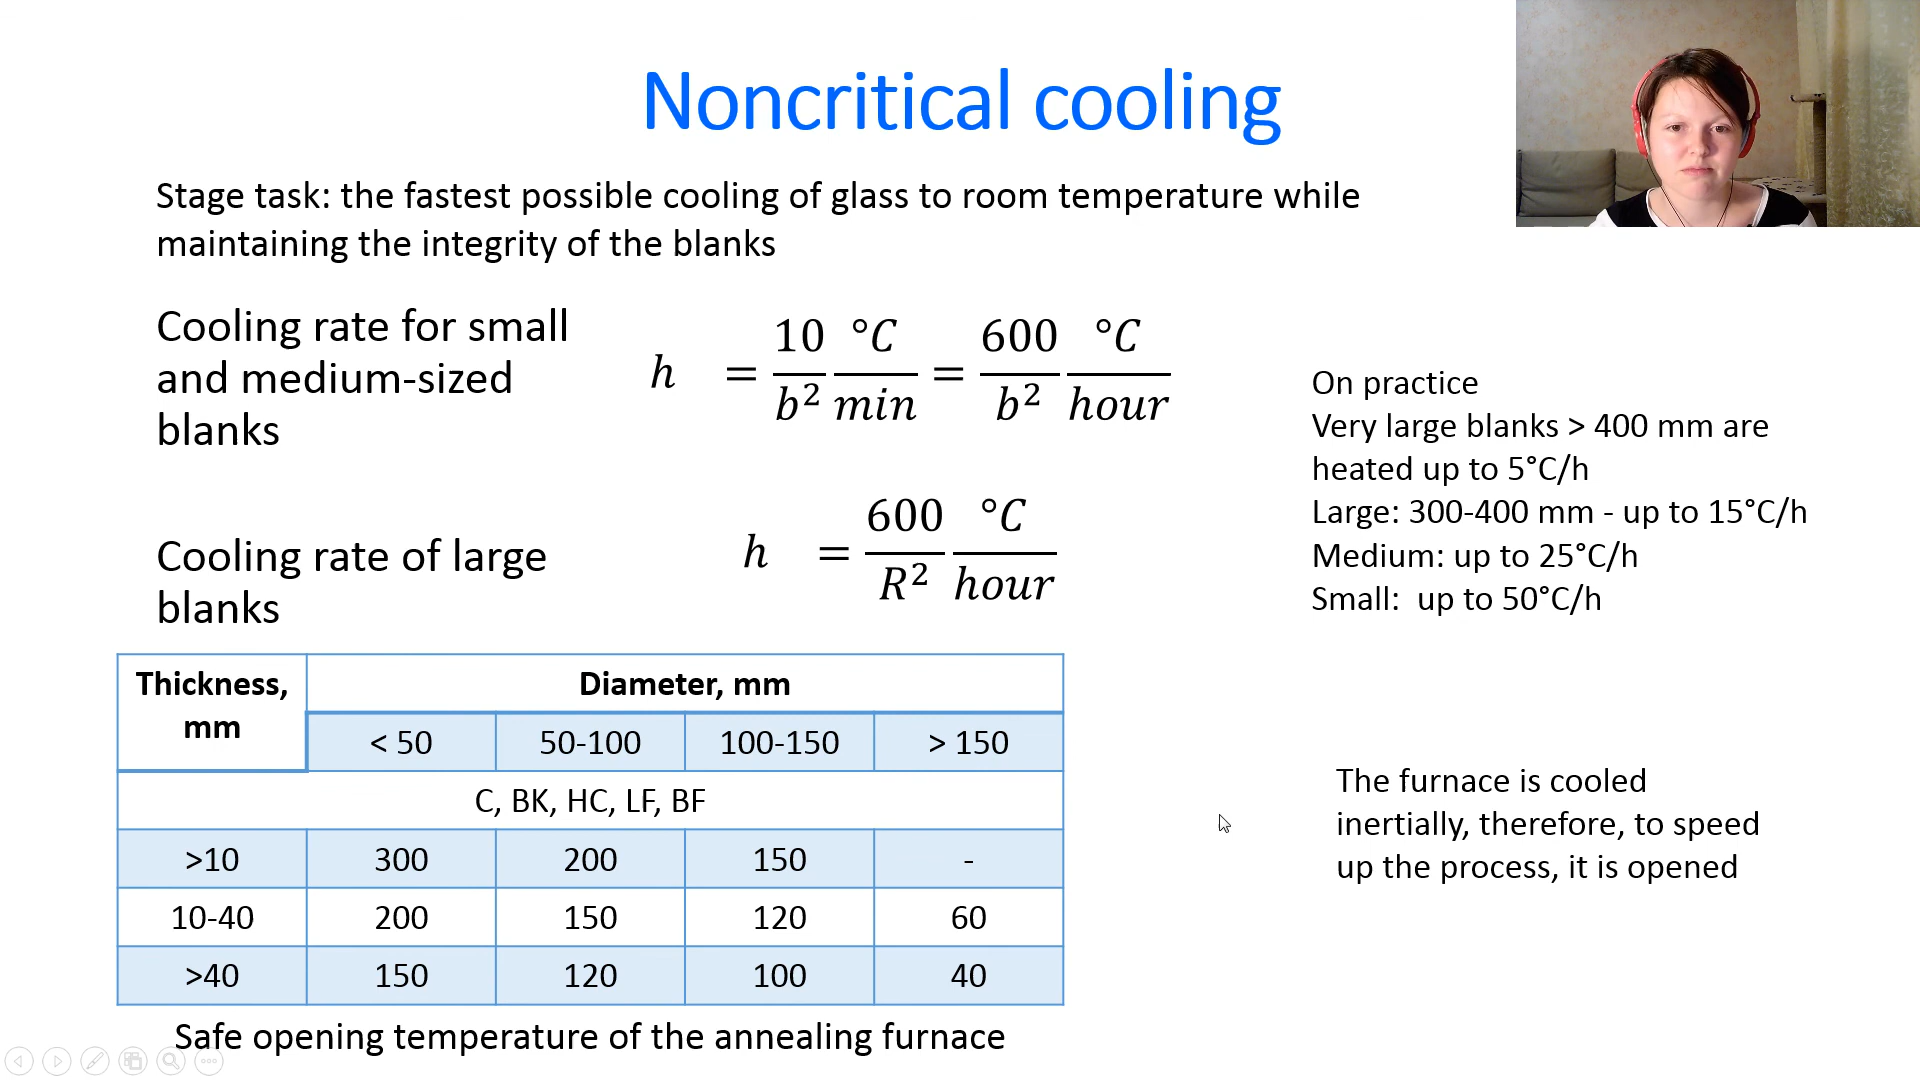 Noncritical cooling
Stage task: the fastest possible cooling of glass to room temperature while
maintaining the integrity of the blanks
Cooling rate for small
and medium-sized
blanks
h = 10/b² °C/min = 600/b² °C/hour
Cooling rate of large
blanks
h = 600/R² °C/hour
On practice
Very large blanks > 400 mm are
heated up to 5°C/h
Large: 300-400 mm - up to 15°C/h
Medium: up to 25°C/h
Small: up to 50°C/h
Thickness,
mm
Diameter, mm
< 50 50-100 100-150 > 150
C, BK, HC, LF, BF
>10 300 200 150 -
10-40 200 150 120 60
>40 150 120 100 40
Safe opening temperature of the annealing furnace
The furnace is cooled
inertially, therefore, to speed
up the process, it is opened